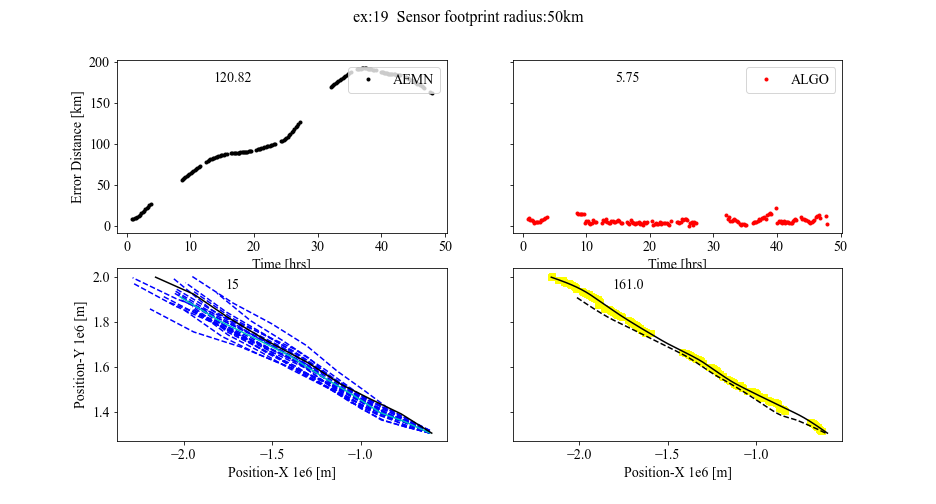 ex:19 Sensor footprint radius:50km
120.82
AEMN
5.75
ALGO
200
150
100
50
0
Error Distance [km]
0 10 20 30 40 50
0 10 20 30 40 50
Time [hrs]
Time [hrs]
15
161.0
2.0
1.8
1.6
1.4
Position-Y 1e6 [m]
−2.0 −1.5 −1.0
−2.0 −1.5 −1.0
Position-X 1e6 [m]
Position-X 1e6 [m]